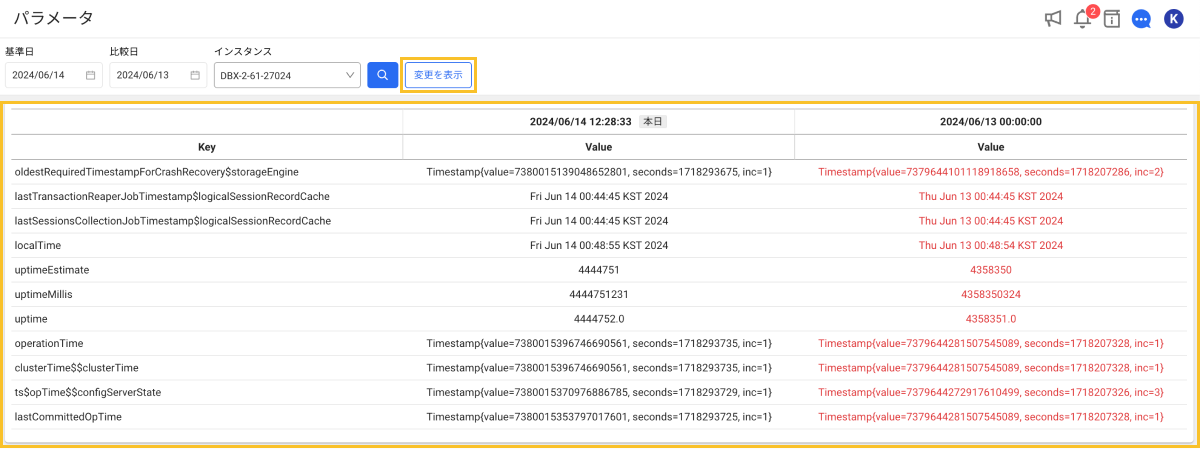 パラメータ
2
K
基準日 比較日 インスタンス
2024/06/14 2024/06/13 DBX-2-61-27024 変更を表示
2024/06/14 12:28:33 本日 2024/06/13 00:00:00
Key Value Value
oldestRequiredTimestampForCrashRecovery$storageEngine Timestamp{value=7380015139048652801, seconds=1718293675, inc=1} Timestamp{value=7379644101118918658, seconds=1718207286, inc=2}
lastTransactionReaperJobTimestamp$logicalSessionRecordCache Fri Jun 14 00:44:45 KST 2024 Thu Jun 13 00:44:45 KST 2024
lastSessionsCollectionJobTimestamp$logicalSessionRecordCache Fri Jun 14 00:44:45 KST 2024 Thu Jun 13 00:44:45 KST 2024
localTime Fri Jun 14 00:48:55 KST 2024 Thu Jun 13 00:48:54 KST 2024
uptimeEstimate 4444751 4358350
uptimeMillis 4444751231 4358350324
uptime 4444752.0 4358351.0
operationTime Timestamp{value=7380015396746690561, seconds=1718293735, inc=1} Timestamp{value=7379644281507545089, seconds=1718207328, inc=1}
clusterTime$$clusterTime Timestamp{value=7380015396746690561, seconds=1718293735, inc=1} Timestamp{value=7379644281507545089, seconds=1718207328, inc=1}
ts$opTime$$configServerState Timestamp{value=7380015370976886785, seconds=1718293729, inc=1} Timestamp{value=7379644272917610499, seconds=1718207326, inc=3}
lastCommittedOpTime Timestamp{value=7380015353797017601, seconds=1718293725, inc=1} Timestamp{value=7379644281507545089, seconds=1718207328, inc=1}